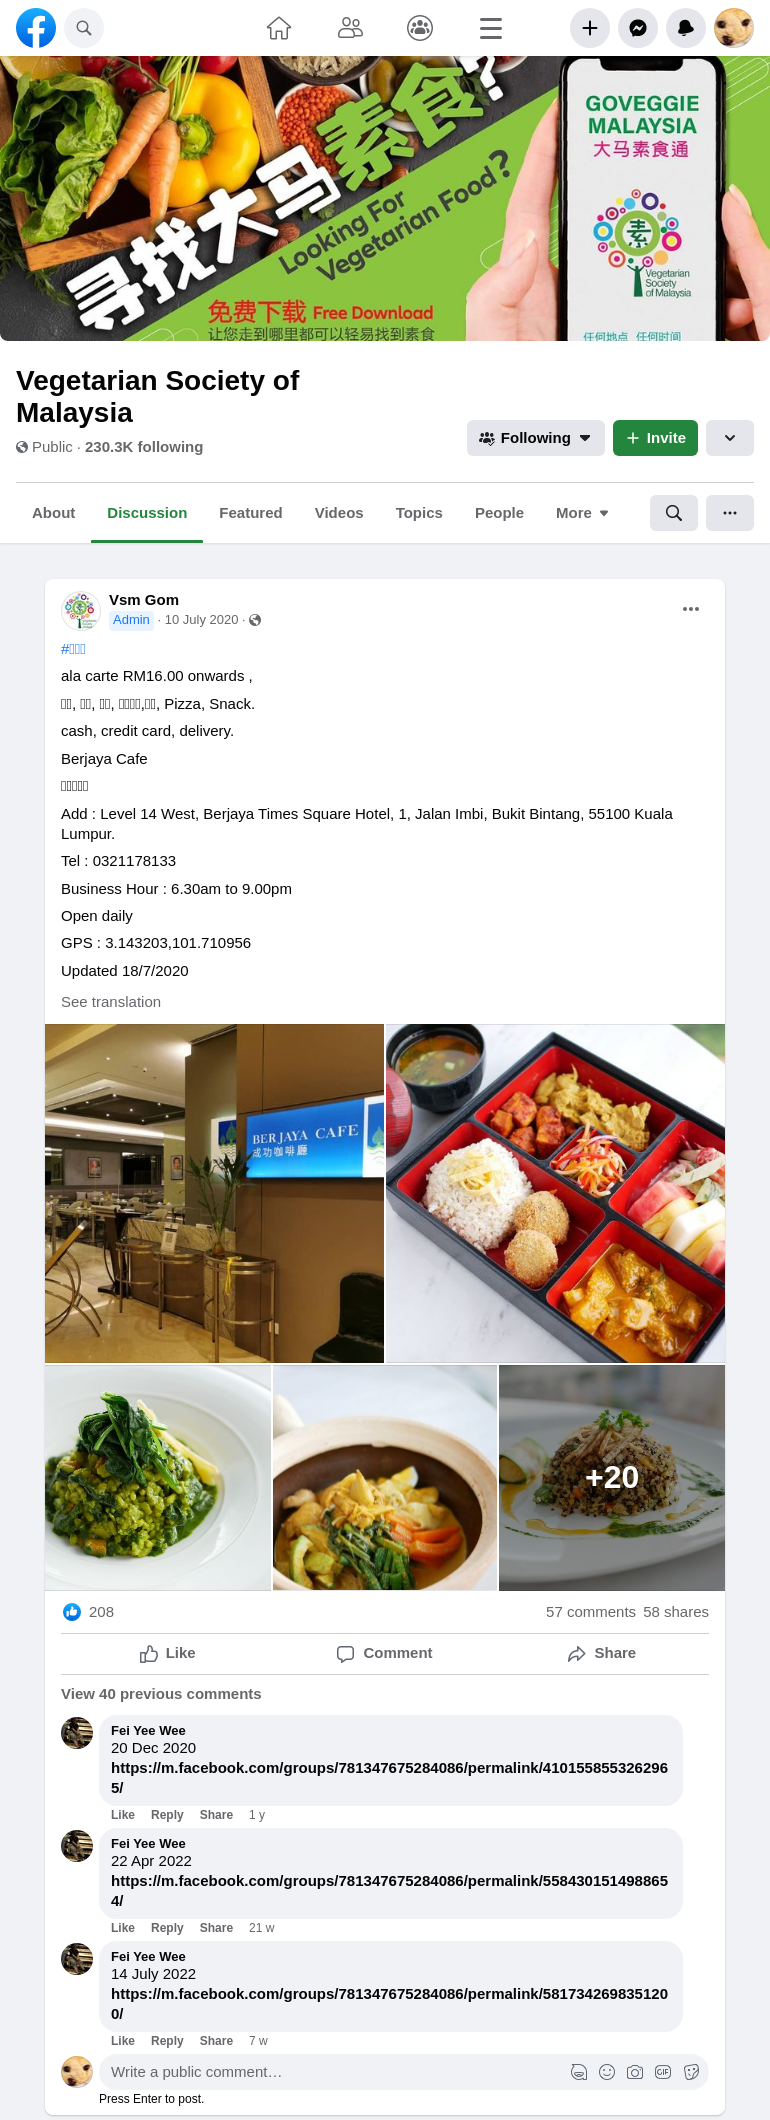 寻找大马素食?
Looking For
Vegetarian Food?
免费下载 Free Download
让您走到哪里都可以轻易找到素食
GOVEGGIE
MALAYSIA
大马素食通
素
Vegetarian
Society
of Malaysia
任何地点 任何时间
Vegetarian Society of
Malaysia
Public · 230.3K following
Following
Invite
About Discussion Featured Videos Topics People More
Vsm Gom
Admin · 10 July 2020 ·
ala carte RM16.00 onwards ,
Pizza, Snack.
cash, credit card, delivery.
Berjaya Cafe
Add : Level 14 West, Berjaya Times Square Hotel, 1, Jalan Imbi, Bukit Bintang, 55100 Kuala
Lumpur.
Tel : 0321178133
Business Hour : 6.30am to 9.00pm
Open daily
GPS : 3.143203,101.710956
Updated 18/7/2020
See translation
BERJAYA CAFE
成功咖啡廳
+20
208
57 comments 58 shares
Like Comment Share
View 40 previous comments
Fei Yee Wee
20 Dec 2020
https://m.facebook.com/groups/781347675284086/permalink/410155855326296
5/
Like Reply Share 1 y
Fei Yee Wee
22 Apr 2022
https://m.facebook.com/groups/781347675284086/permalink/558430151498865
4/
Like Reply Share 21 w
Fei Yee Wee
14 July 2022
https://m.facebook.com/groups/781347675284086/permalink/581734269835120
0/
Like Reply Share 7 w
Write a public comment…
GIF
Press Enter to post.